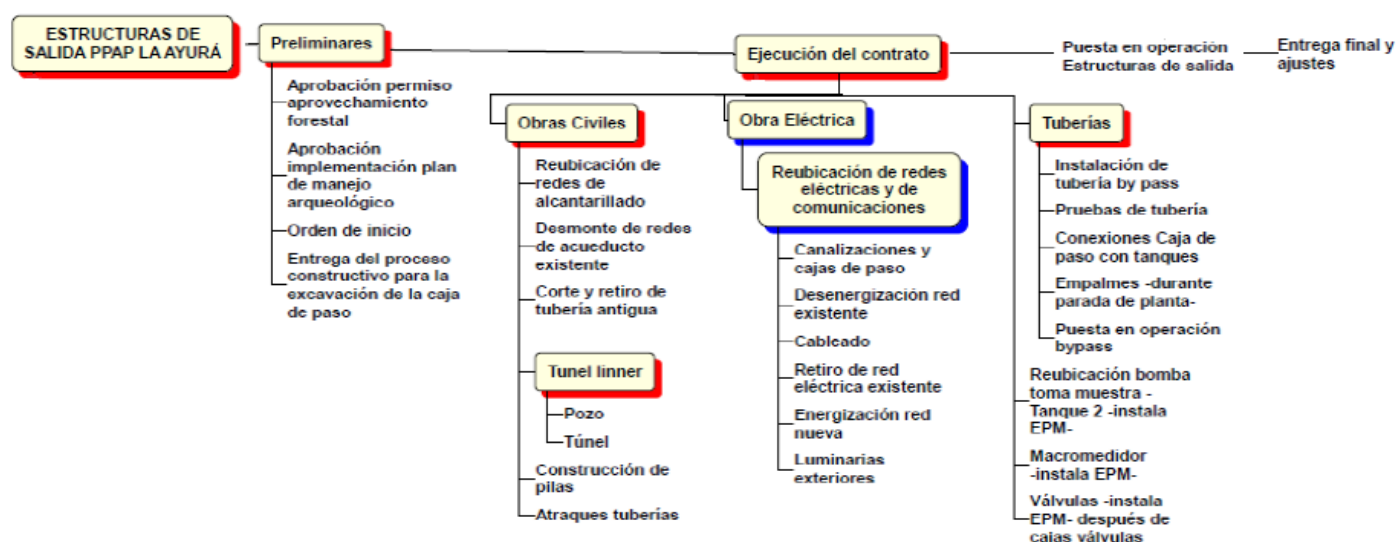 ESTRUCTURAS DE
SALIDA PPAP LA AYURÁ
Preliminares
Aprobación permiso
aprovechamiento
forestal
Aprobación
implementación plan
de manejo
arqueológico
Orden de inicio
Entrega del proceso
constructivo para la
excavación de la caja
de paso
Ejecución del contrato
Obras Civiles
Reubicación de
redes de
alcantarillado
Desmonte de redes
de acueducto
existente
Corte y retiro de
tubería antigua
Tunel linner
Pozo
Túnel
Construcción de
pilas
Atraques tuberías
Obra Eléctrica
Reubicación de redes
eléctricas y de
comunicaciones
Canalizaciones y
cajas de paso
Desenergización red
existente
Cableado
Retiro de red
eléctrica existente
Energización red
nueva
Luminarias
exteriores
Tuberías
Instalación de
tubería by pass
Pruebas de tubería
Conexiones Caja de
paso con tanques
Empalmes -durante
parada de planta-
Puesta en operación
bypass
Reubicación bomba
toma muestra -
Tanque 2 -instala
EPM-
Macromedidor
-instala EPM-
Válvulas -instala
EPM- después de
cajas válvulas
Puesta en operación
Estructuras de salida
Entrega final y
ajustes